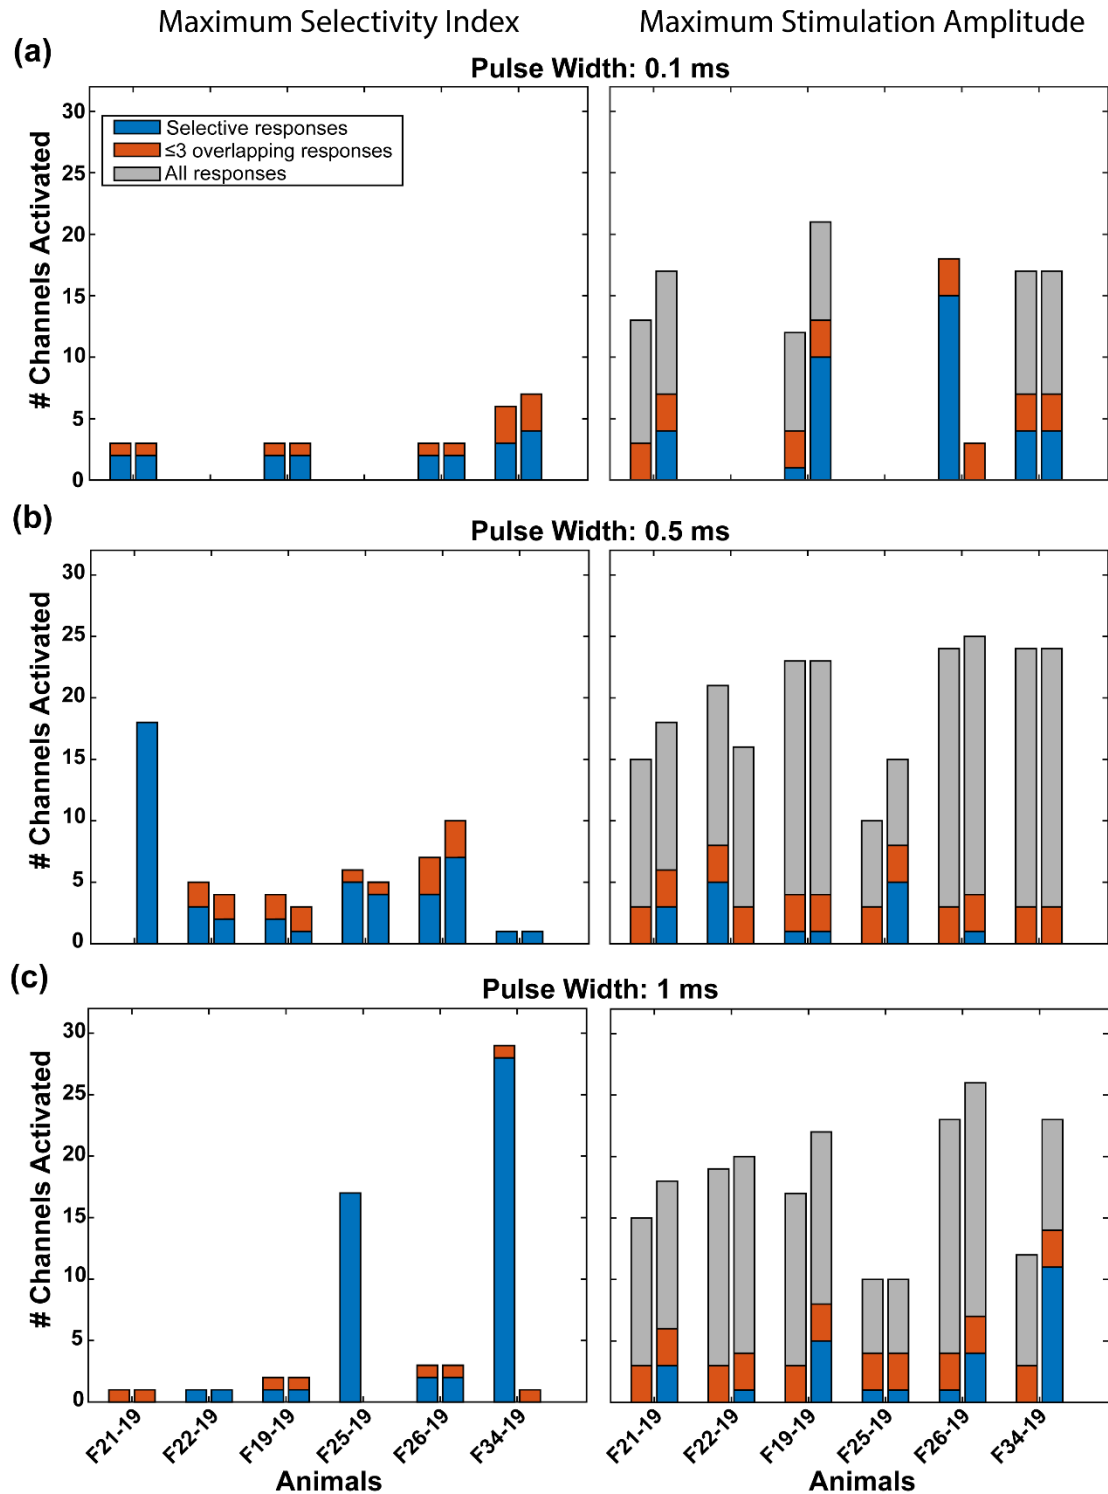 Maximum Selectivity Index Maximum Stimulation Amplitude
(a)
Pulse Width: 0.1 ms
# Channels Activated
30
25
20
15
10
5
0
Selective responses
≤3 overlapping responses
All responses
(b)
Pulse Width: 0.5 ms
# Channels Activated
30
25
20
15
10
5
0
(c)
Pulse Width: 1 ms
# Channels Activated
30
25
20
15
10
5
0
F21-19 F22-19 F19-19 F25-19 F26-19 F34-19
Animals
F21-19 F22-19 F19-19 F25-19 F26-19 F34-19
Animals